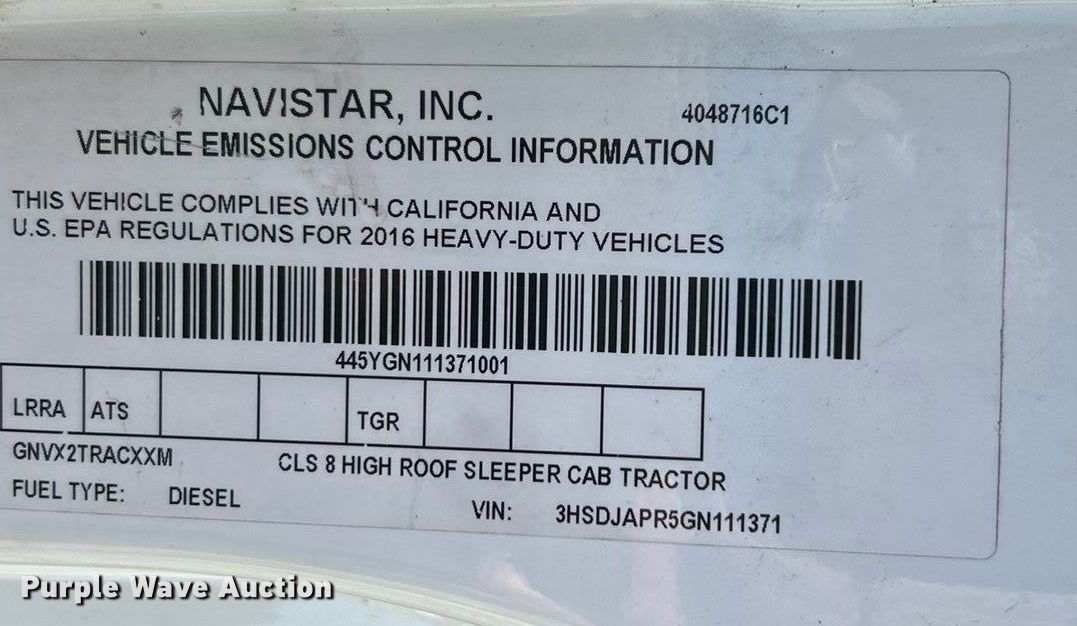 NAVISTAR, INC.
4048716C1
VEHICLE EMISSIONS CONTROL INFORMATION
THIS VEHICLE COMPLIES WITH CALIFORNIA AND
U.S. EPA REGULATIONS FOR 2016 HEAVY-DUTY VEHICLES
445YGN111371001
LRRA ATS TGR
GNVX2TRACXXM CLS 8 HIGH ROOF SLEEPER CAB TRACTOR
FUEL TYPE: DIESEL VIN: 3HSDJAPR5GN111371
Purple Wave Auction